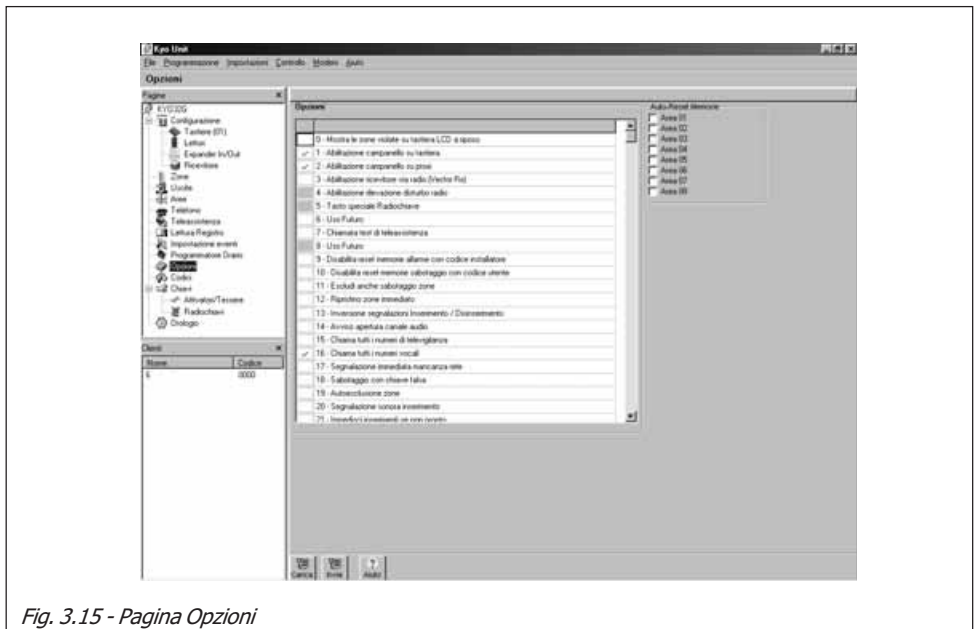 Kyo Unit
File Programmazione Impostazioni Controllo Modem Aiuto
Opzioni
Pagine
KYO32G
Configurazione
Tastiere (01)
Lettori
Expander In/Out
Ricevitore
Zone
Uscite
Aree
Telefono
Teleassistenza
Lettura Registro
Impostazione eventi
Programmatore Orario
Opzioni
Codici
Chiavi
Attivatori/Tessere
Radiochiavi
Orologio
Clienti
Nome Codice
6 0000
Opzioni
0 - Mostra le zone violate su tastiera LCD a riposo
1 - Abilitazione campanello su tastiera
2 - Abilitazione campanello su prose
3 - Abilitazione ricevitore via radio (Vector Rx)
4 - Abilitazione rilevazione disturbo radio
5 - Tasto speciale Radiochiave
6 - Uso Futuro
7 - Chiamata test di teleassistenza
8 - Uso Futuro
9 - Disabilita reset memorie allarme con codice installatore
10 - Disabilita reset memorie sabotaggio con codice utente
11 - Escludi anche sabotaggio zone
12 - Ripristino zone immediato
13 - Inversione segnalazioni Inserimento / Disinserimento
14 - Avviso apertura canale audio
15 - Chiama tutti i numeri di televigilanza
16 - Chiama tutti i numeri vocali
17 - Segnalazione immediata mancanza rete
18 - Sabotaggio con chiave falsa
19 - Autoesclusione zone
20 - Segnalazione sonora inserimento
21 - Impedisci inserimenti se non pronto
Auto-Reset Memorie
Area 01
Area 02
Area 03
Area 04
Area 05
Area 06
Area 07
Area 08
Carica Invia Aiuto
Fig. 3.15 - Pagina Opzioni